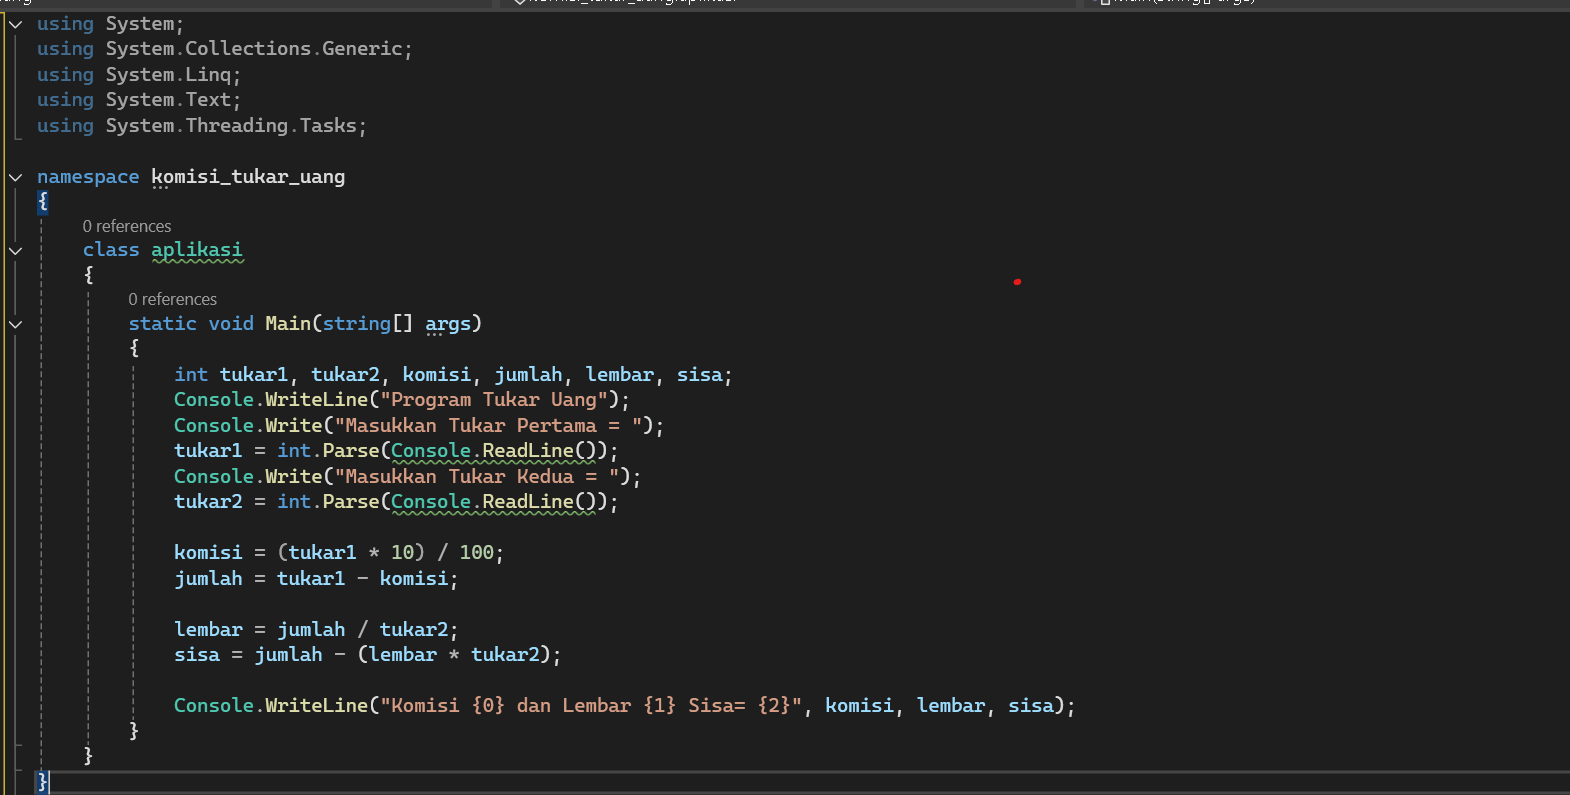 using System;
using System.Collections.Generic;
using System.Linq;
using System.Text;
using System.Threading.Tasks;
namespace komisi_tukar_uang
{
0 references
class aplikasi
{
0 references
static void Main(string[] args)
{
int tukar1, tukar2, komisi, jumlah, lembar, sisa;
Console.WriteLine("Program Tukar Uang");
Console.Write("Masukkan Tukar Pertama = ");
tukar1 = int.Parse(Console.ReadLine());
Console.Write("Masukkan Tukar Kedua = ");
tukar2 = int.Parse(Console.ReadLine());
komisi = (tukar1 * 10) / 100;
jumlah = tukar1 - komisi;
lembar = jumlah / tukar2;
sisa = jumlah - (lembar * tukar2);
Console.WriteLine("Komisi {0} dan Lembar {1} Sisa= {2}", komisi, lembar, sisa);
}
}
}